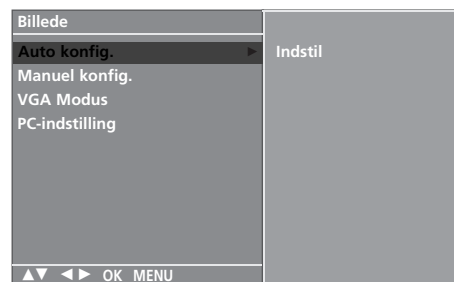 Billede
Auto konfig. ▶
Indstil
Manuel konfig.
VGA Modus
PC-indstilling
▲▼ ◀▶ OK MENU